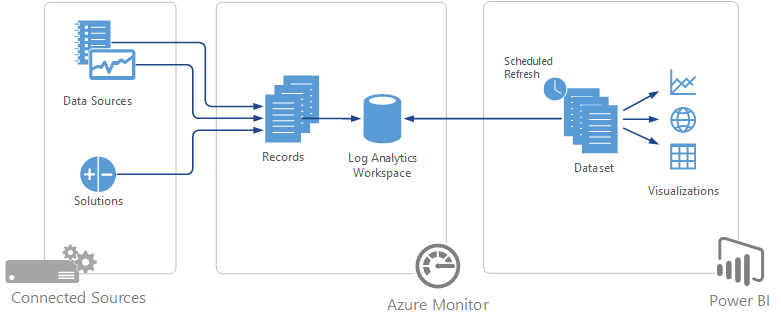 Scheduled
Refresh
Data Sources
Records
Log Analytics
Workspace
Dataset
Solutions
Visualizations
Connected Sources
Azure Monitor
Power BI